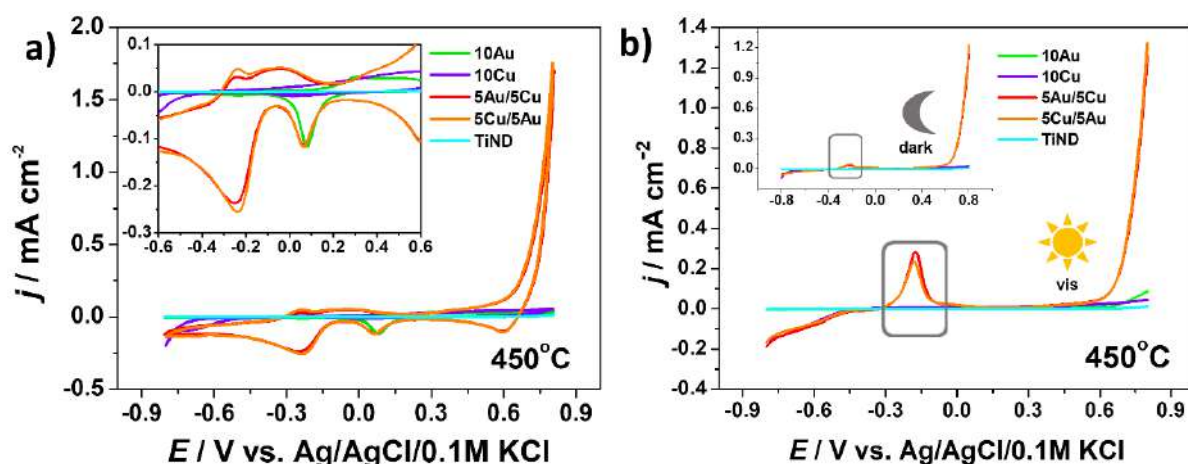 a)
2.0
1.5
1.0
0.5
0.0
-0.5
-0.9
-0.6
-0.3
0.0
0.3
0.6
0.9
j / mA cm⁻²
E / V vs. Ag/AgCl/0.1M KCl
0.1
0.0
-0.1
-0.2
-0.3
-0.6
-0.4
-0.2
0.0
0.2
0.4
0.6
10Au
10Cu
5Au/5Cu
5Cu/5Au
TiND
450°C
b)
1.4
1.2
1.0
0.8
0.6
0.4
0.2
0.0
-0.2
-0.4
-0.9
-0.6
-0.3
0.0
0.3
0.6
0.9
j / mA cm⁻²
E / V vs. Ag/AgCl/0.1M KCl
1.2
0.9
0.6
0.3
0.0
-0.8
-0.4
0.0
0.4
0.8
dark
10Au
10Cu
5Au/5Cu
5Cu/5Au
TiND
vis
450°C